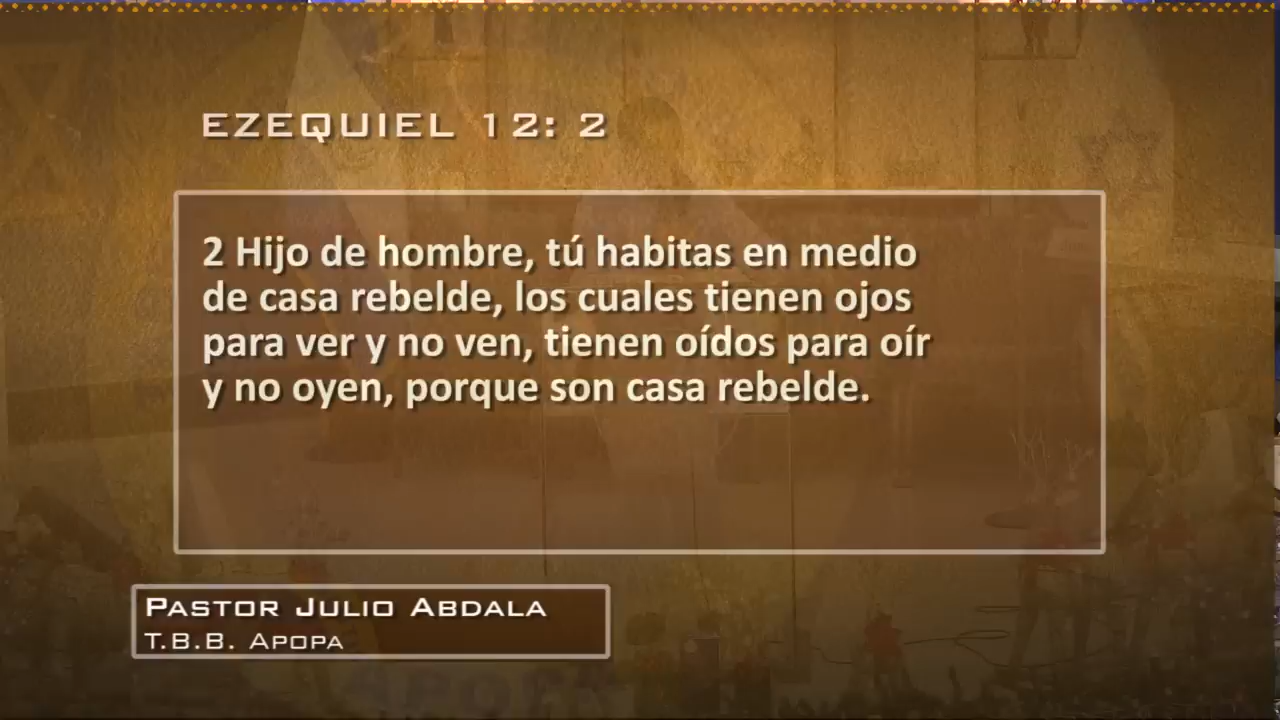 EZEQUIEL 12: 2
2 Hijo de hombre, tú habitas en medio
de casa rebelde, los cuales tienen ojos
para ver y no ven, tienen oídos para oír
y no oyen, porque son casa rebelde.
PASTOR JULIO ABDALA
T.B.B. APOPA